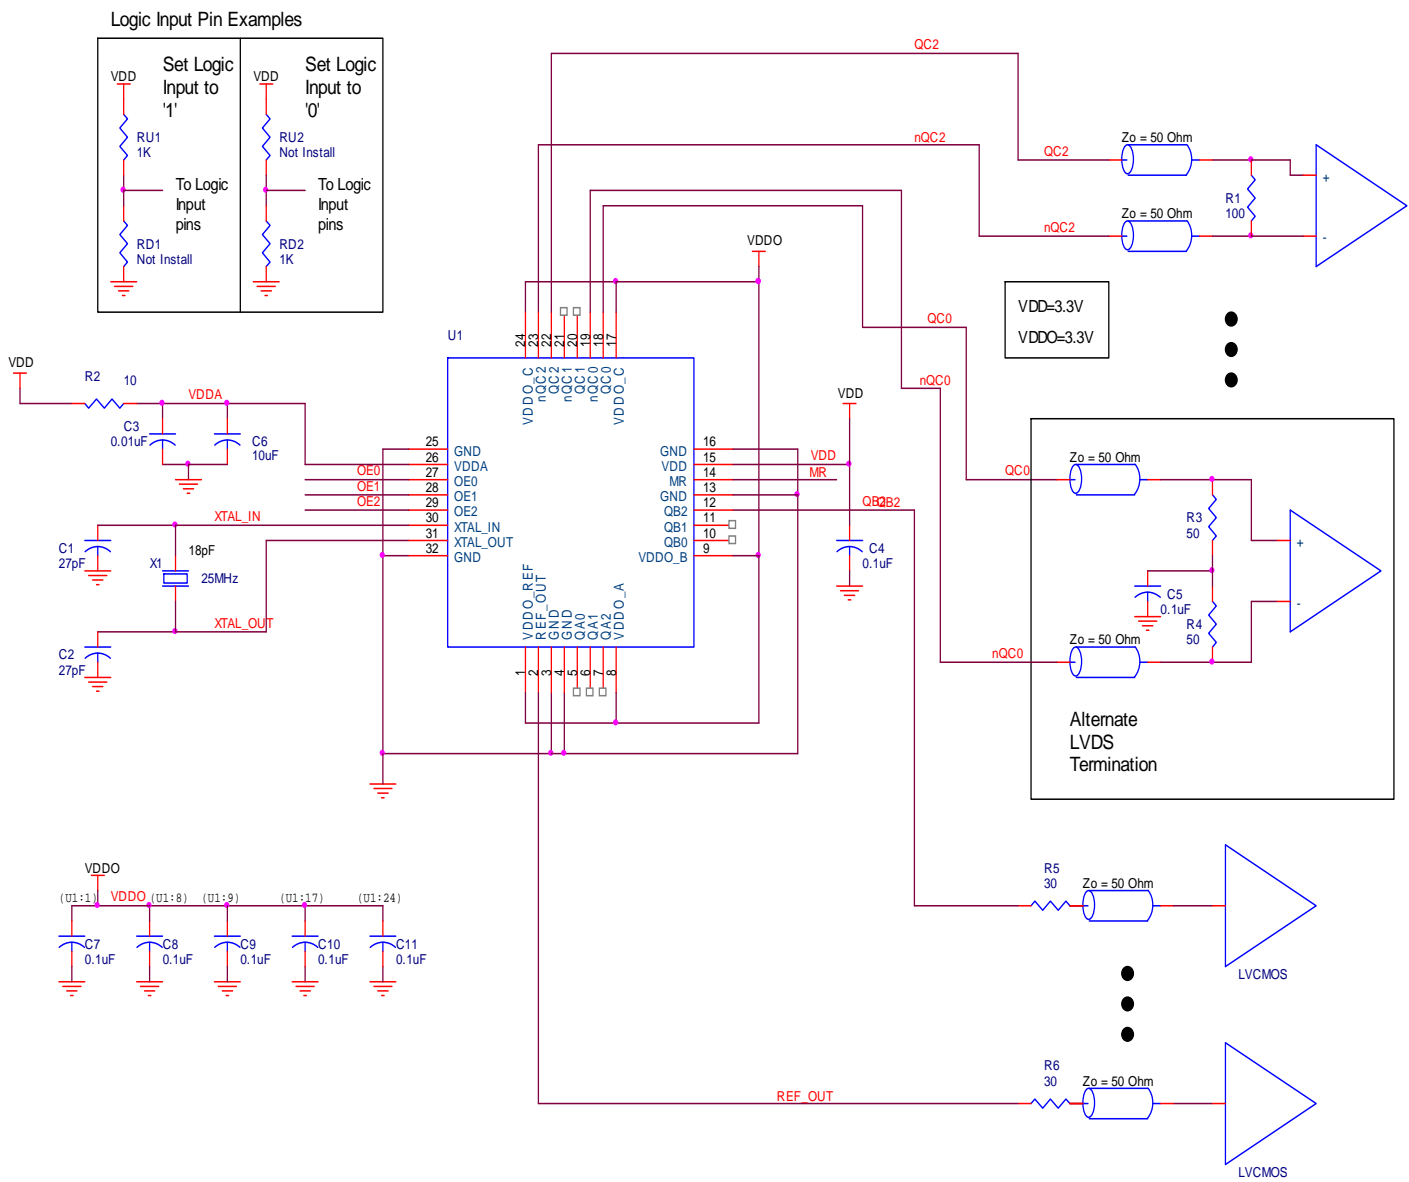 Logic Input Pin Examples
VDD
Set Logic
Input to
'1'
RU1
1K
To Logic
Input
pins
RD1
Not Install
VDD
Set Logic
Input to
'0'
RU2
Not Install
To Logic
Input
pins
RD2
1K
QC2
nQC2
QC2
nQC2
Zo = 50 Ohm
Zo = 50 Ohm
R1
100
+
-
VDDO
VDD=3.3V
VDDO=3.3V
QC0
nQC0
U1
24
23
22
21
20
19
18
17
VDDO_C
nQC2
QC2
nQC1
QC1
nQC0
QC0
VDDO_C
VDD
R2
10
VDDA
C3
0.01uF
C6
10uF
OE0
OE1
OE2
25
26
27
28
29
30
31
32
GND
VDDA
OE0
OE1
OE2
XTAL_IN
XTAL_OUT
GND
GND
VDD
MR
GND
QB2
QB1
QB0
VDDO_B
16
15
14
13
12
11
10
9
VDD
VDD
MR
QB2
QB2
C4
0.1uF
XTAL_IN
C1
27pF
X1
18pF
25MHz
XTAL_OUT
C2
27pF
VDDO_REF
REF_OUT
GND
GND
QA0
QA1
QA2
VDDO_A
1
2
3
4
5
6
7
8
QC0
Zo = 50 Ohm
R3
50
C5
0.1uF
R4
50
+
-
nQC0
Zo = 50 Ohm
Alternate
LVDS
Termination
VDDO
(U1:1)
VDDO
(U1:8)
(U1:9)
(U1:17)
(U1:24)
C7
0.1uF
C8
0.1uF
C9
0.1uF
C10
0.1uF
C11
0.1uF
R5
30
Zo = 50 Ohm
LVCMOS
REF_OUT
R6
30
Zo = 50 Ohm
LVCMOS